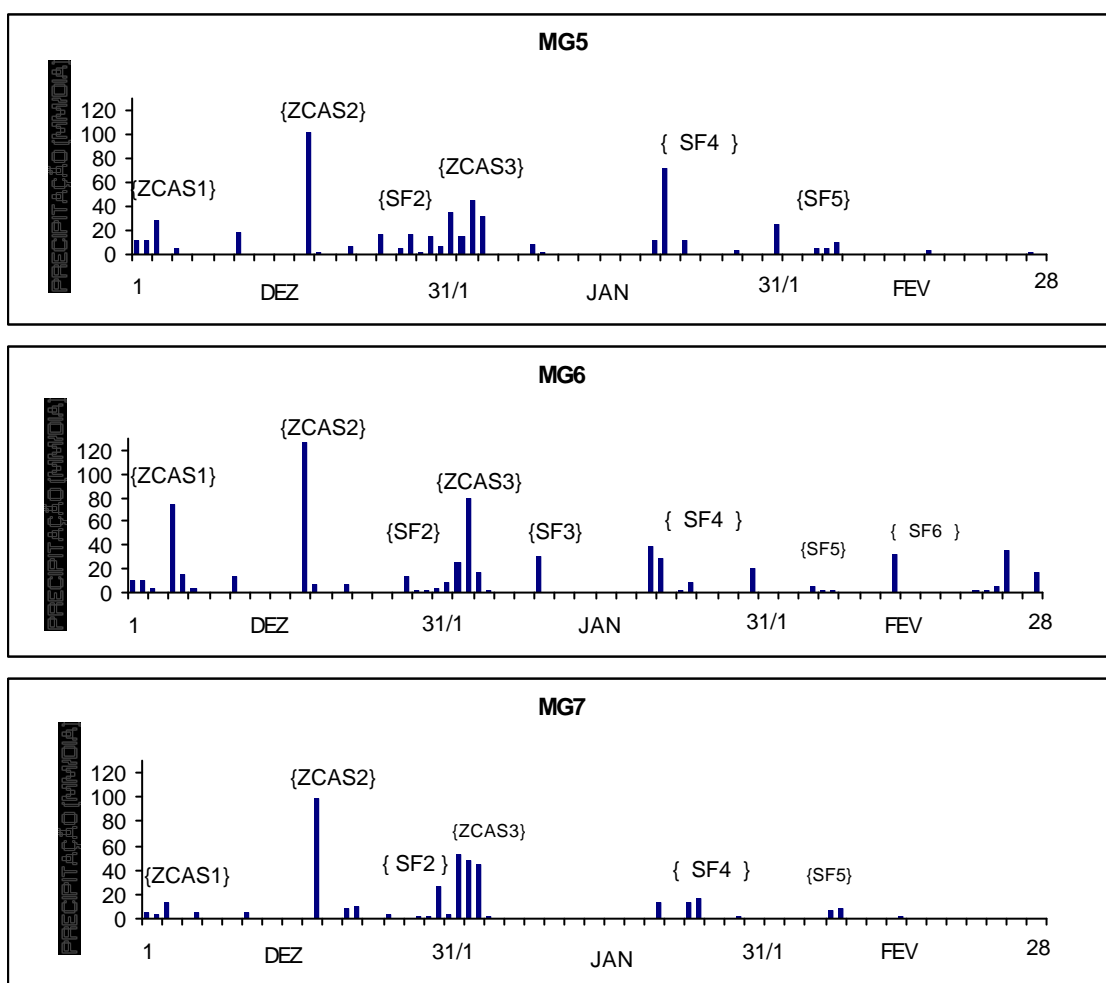 MG5
PRECIPITAÇÃO (MM/DIA)
120
100
80
60
40
20
0
{ZCAS1}
{ZCAS2}
{SF2}
{ZCAS3}
{ SF4 }
{SF5}
1
DEZ
31/1
JAN
31/1
FEV
28
MG6
PRECIPITAÇÃO (MM/DIA)
120
100
80
60
40
20
0
{ZCAS1}
{ZCAS2}
{SF2}
{ZCAS3}
{SF3}
{ SF4 }
{SF5}
{ SF6 }
1
DEZ
31/1
JAN
31/1
FEV
28
MG7
PRECIPITAÇÃO (MM/DIA)
120
100
80
60
40
20
0
{ZCAS1}
{ZCAS2}
{ SF2 }
{ZCAS3}
{ SF4 }
{SF5}
1
DEZ
31/1
JAN
31/1
FEV
28